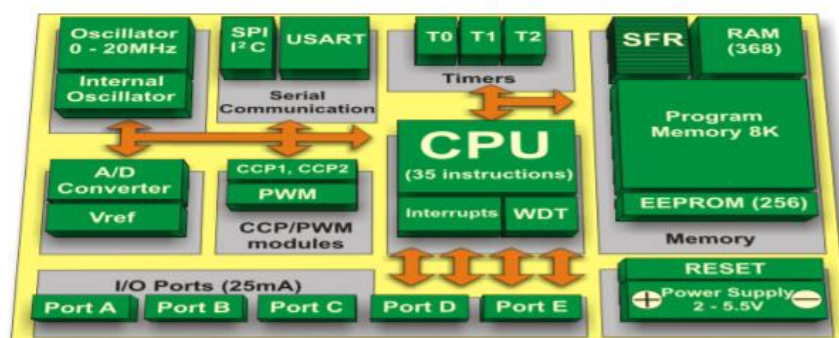 Oscillator
0 - 20MHz
Internal
Oscillator
SPI
I²C
USART
Serial
Communication
T0 T1 T2
Timers
SFR
RAM
(368)
Program
Memory 8K
EEPROM (256)
Memory
CPU
(35 instructions)
Interrupts
WDT
A/D
Converter
Vref
CCP1, CCP2
PWM
CCP/PWM
modules
I/O Ports (25mA)
Port A Port B Port C Port D Port E
RESET
+ Power Supply −
2 - 5.5V